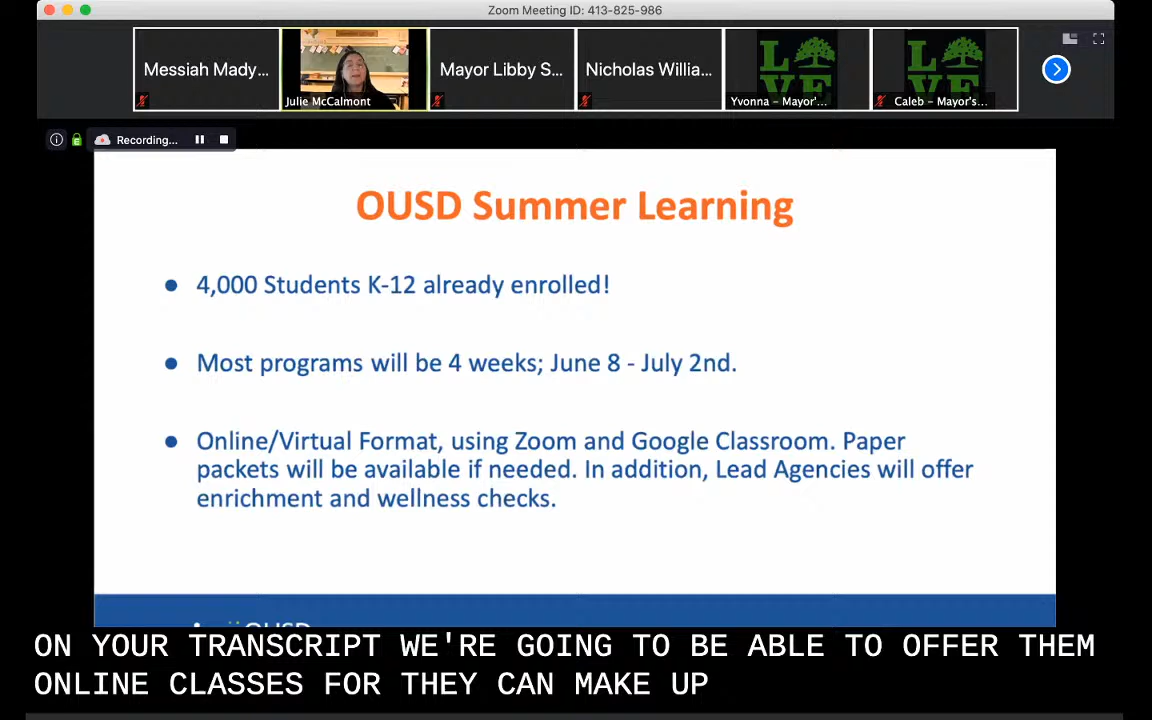 Zoom Meeting ID: 413-825-986
Messiah Mady...
Julie McCalmont
Mayor Libby S...
Nicholas Willia...
LOVE
Yvonna – Mayor'...
LOVE
Caleb – Mayor's...
Recording...
OUSD Summer Learning
● 4,000 Students K-12 already enrolled!
● Most programs will be 4 weeks; June 8 - July 2nd.
● Online/Virtual Format, using Zoom and Google Classroom. Paper
packets will be available if needed. In addition, Lead Agencies will offer
enrichment and wellness checks.
OUSD
ON YOUR TRANSCRIPT WE'RE GOING TO BE ABLE TO OFFER THEM
ONLINE CLASSES FOR THEY CAN MAKE UP